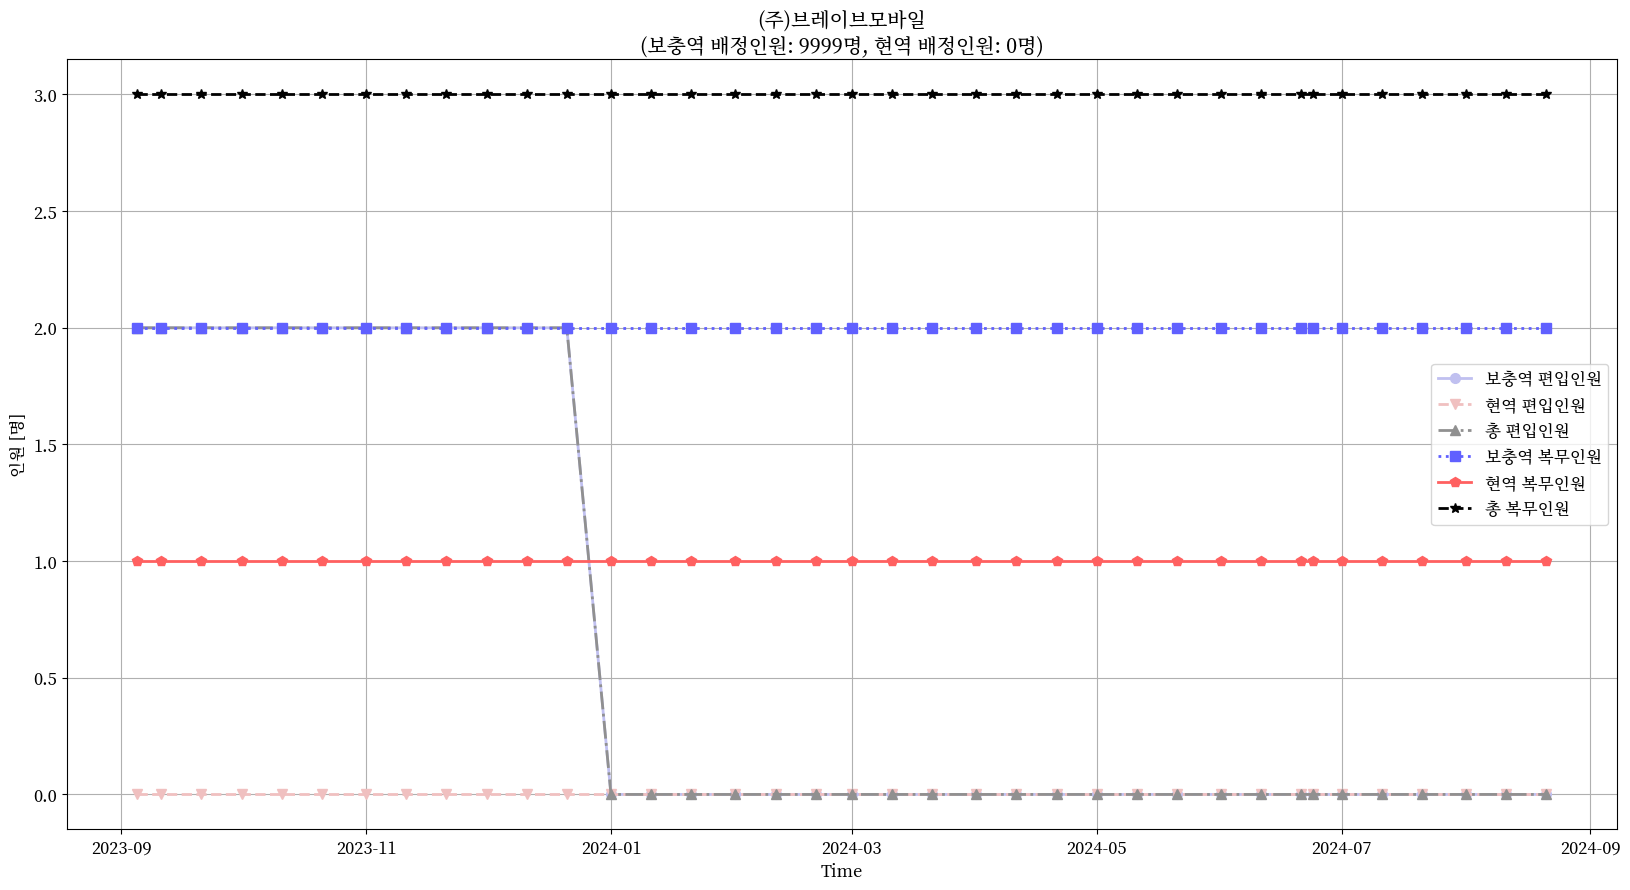 (주)브레이브모바일
(보충역 배정인원: 9999명, 현역 배정인원: 0명)
3.0
2.5
2.0
1.5
1.0
0.5
0.0
인원 [명]
보충역 편입인원
현역 편입인원
총 편입인원
보충역 복무인원
현역 복무인원
총 복무인원
2023-09
2023-11
2024-01
2024-03
2024-05
2024-07
2024-09
Time